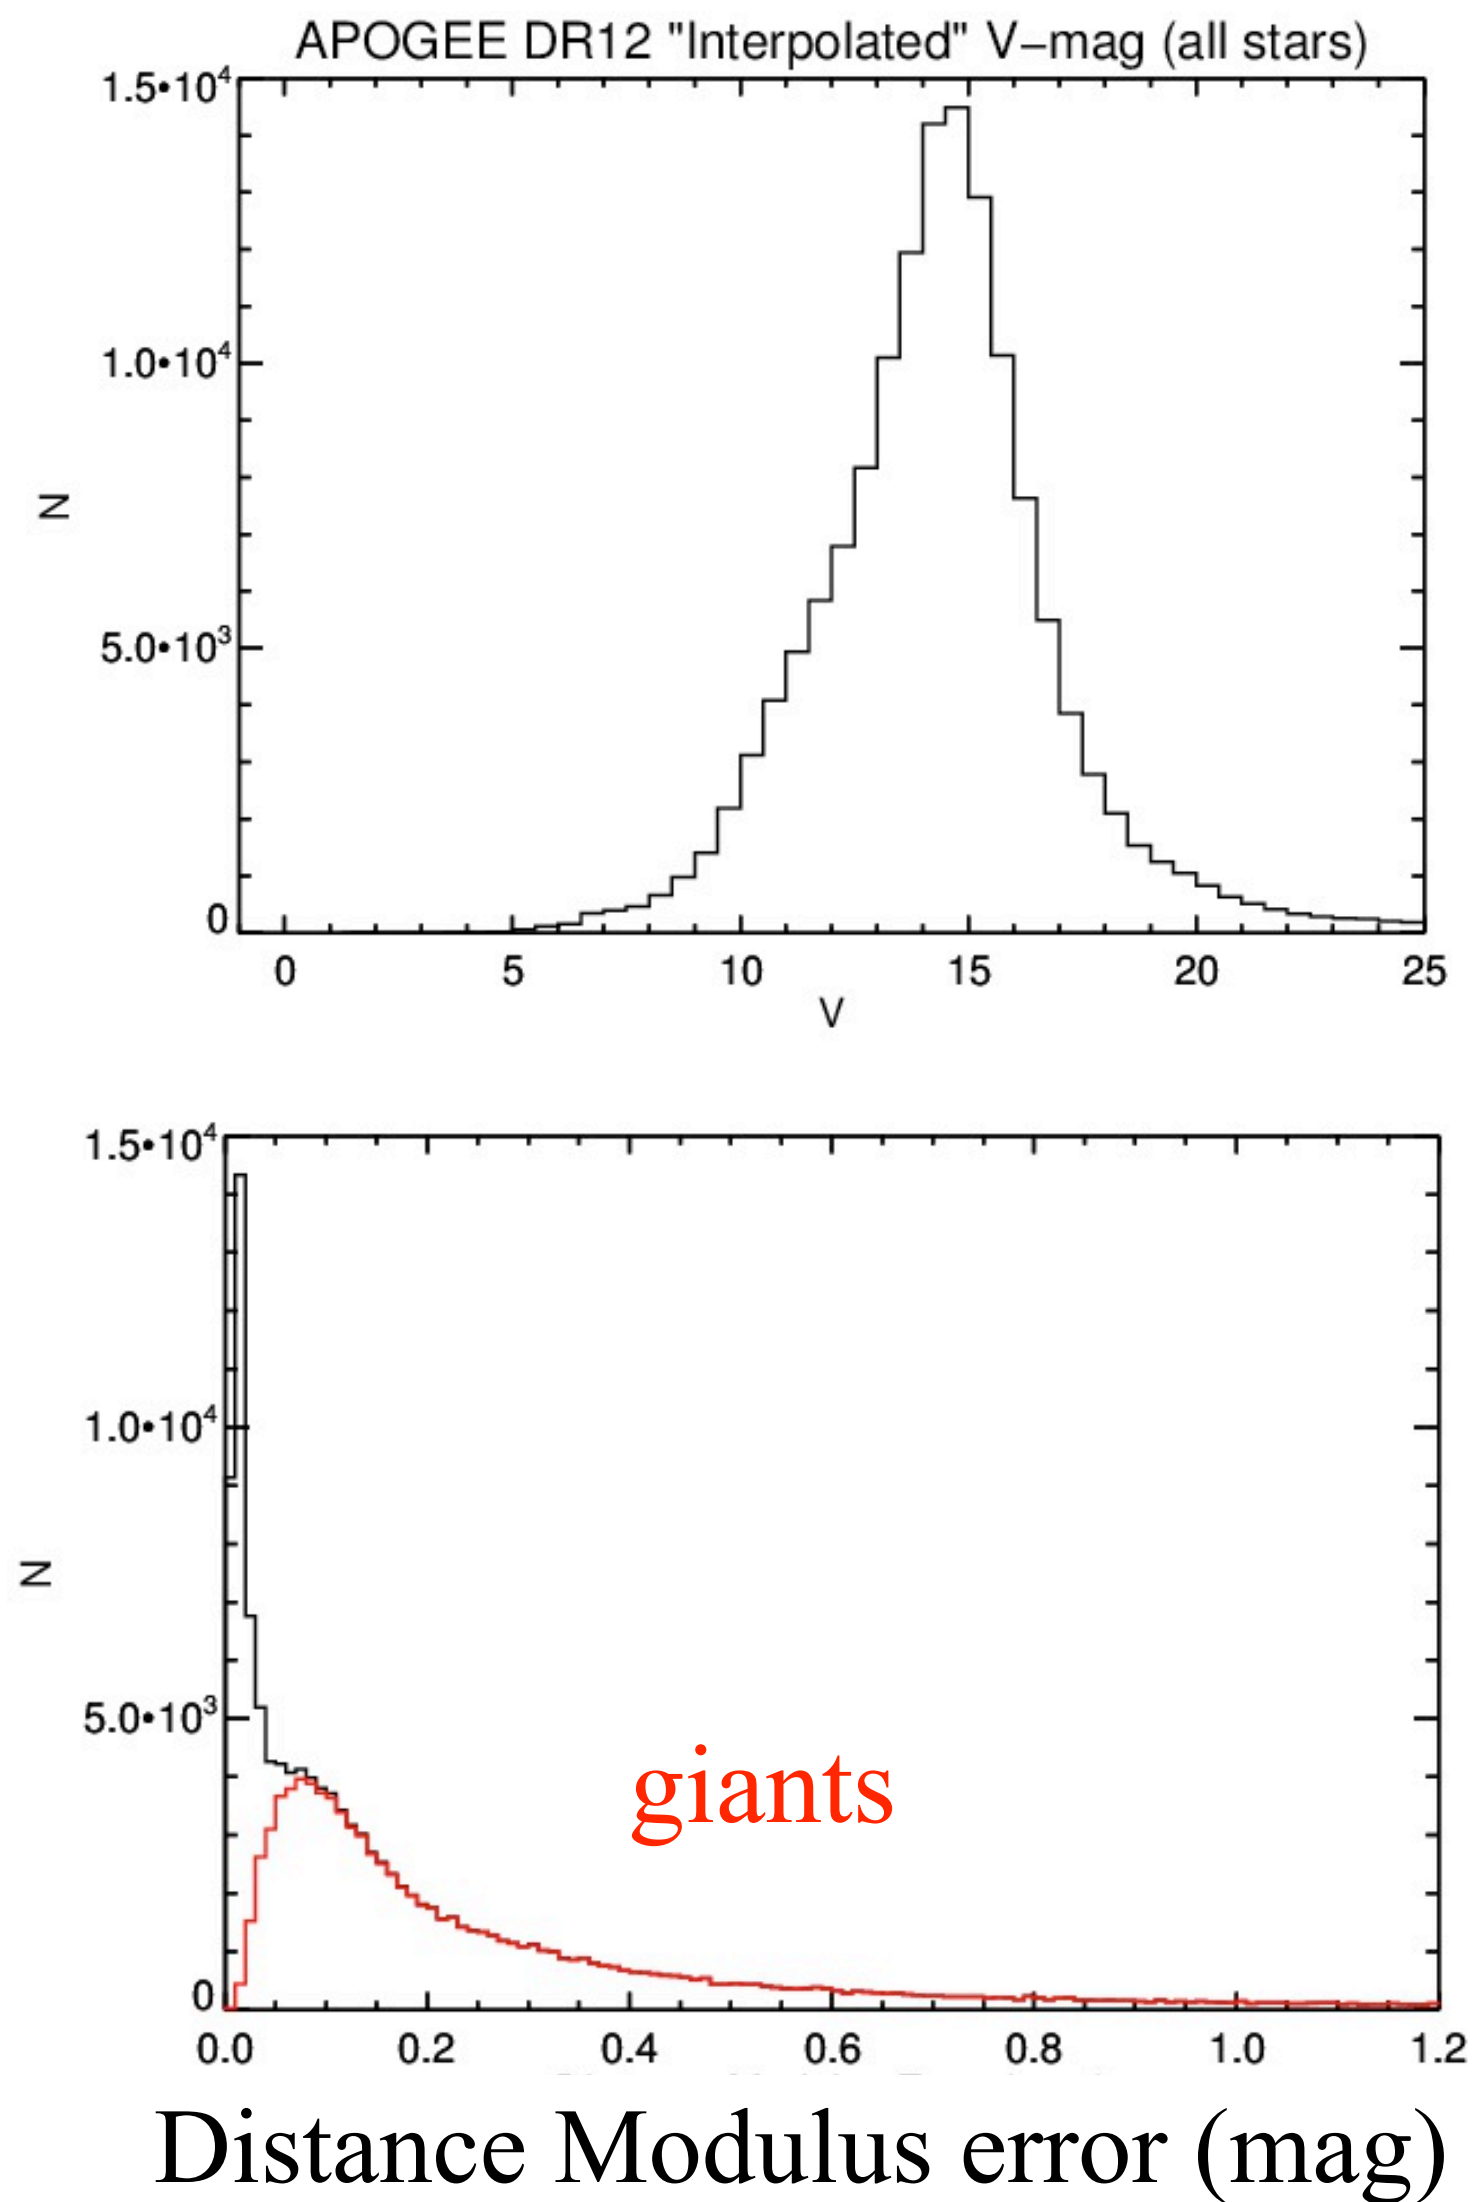 APOGEE DR12 "Interpolated" V−mag (all stars)
1.5•10⁴
1.0•10⁴
5.0•10³
0
N
0 5 10 15 20 25
V
1.5•10⁴
1.0•10⁴
5.0•10³
0
N
giants
0.0 0.2 0.4 0.6 0.8 1.0 1.2
Distance Modulus error (mag)